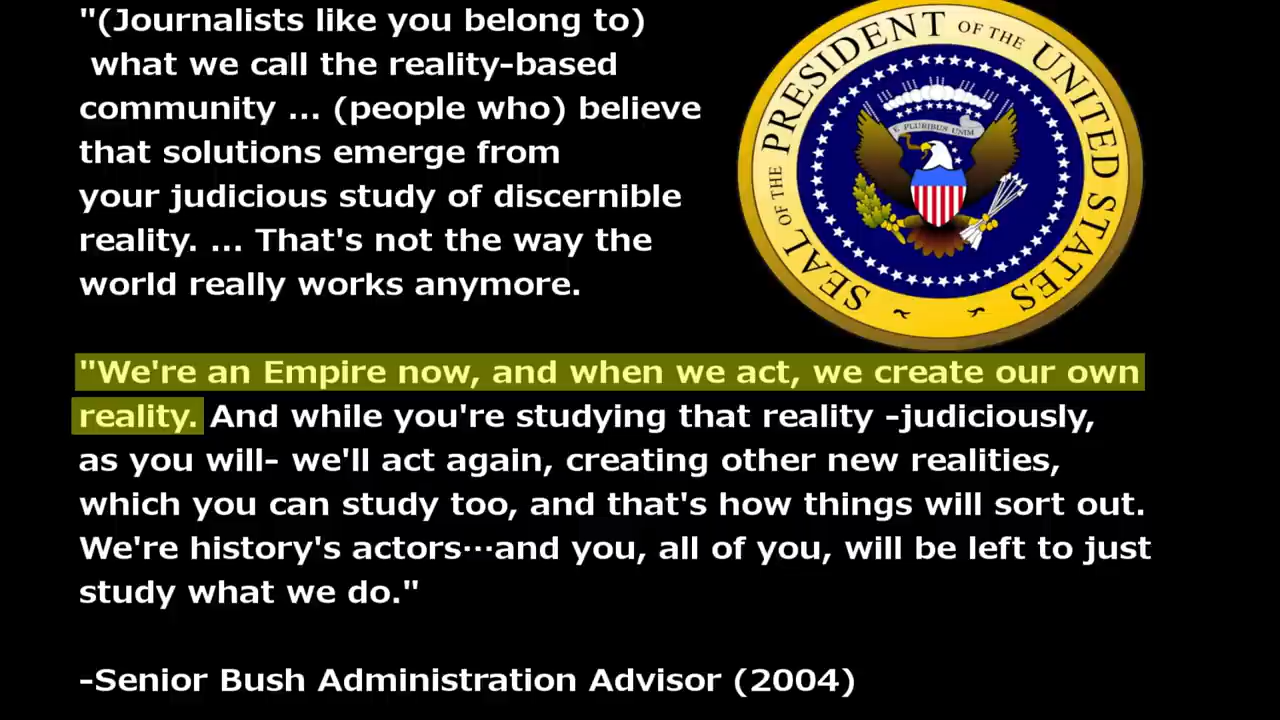 "(Journalists like you belong to)
what we call the reality-based
community ... (people who) believe
that solutions emerge from
your judicious study of discernible
reality. ... That's not the way the
world really works anymore.
SEAL OF THE PRESIDENT OF THE UNITED STATES
E PLURIBUS UNUM
"We're an Empire now, and when we act, we create our own
reality. And while you're studying that reality -judiciously,
as you will- we'll act again, creating other new realities,
which you can study too, and that's how things will sort out.
We're history's actors···and you, all of you, will be left to just
study what we do."
-Senior Bush Administration Advisor (2004)